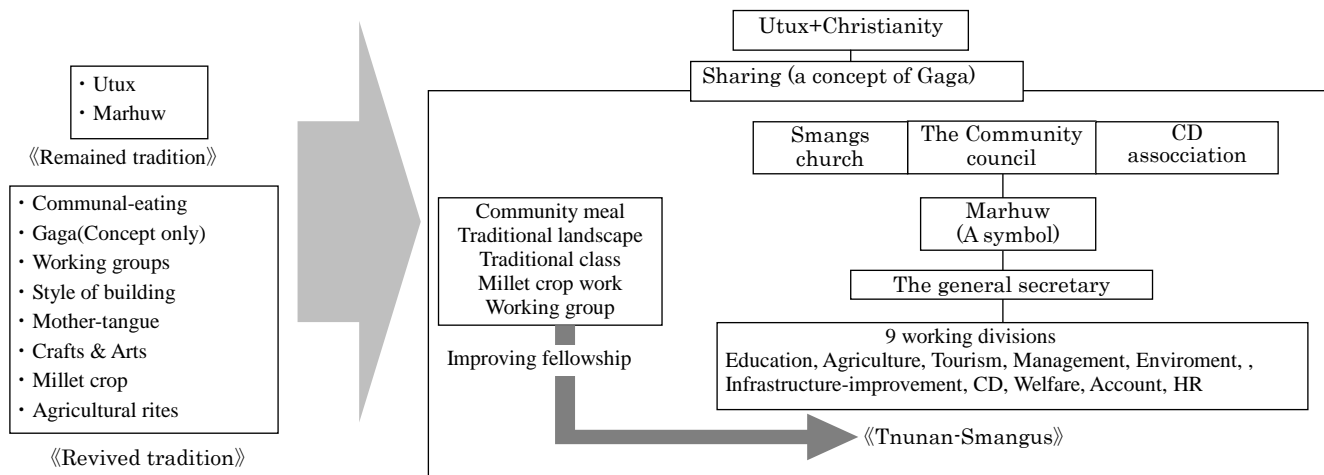 ・Utux
・Marhuw
《Remained tradition》
・Communal-eating
・Gaga(Concept only)
・Working groups
・Style of building
・Mother-tangue
・Crafts & Arts
・Millet crop
・Agricultural rites
《Revived tradition》
Utux+Christianity
Sharing (a concept of Gaga)
Smangs
church
The Community
council
CD
assocciation
Marhuw
(A symbol)
The general secretary
9 working divisions
Education, Agriculture, Tourism, Management, Enviroment, ,
Infrastructure-improvement, CD, Welfare, Account, HR
Community meal
Traditional landscape
Traditional class
Millet crop work
Working group
Improving fellowship
《Tnunan-Smangus》